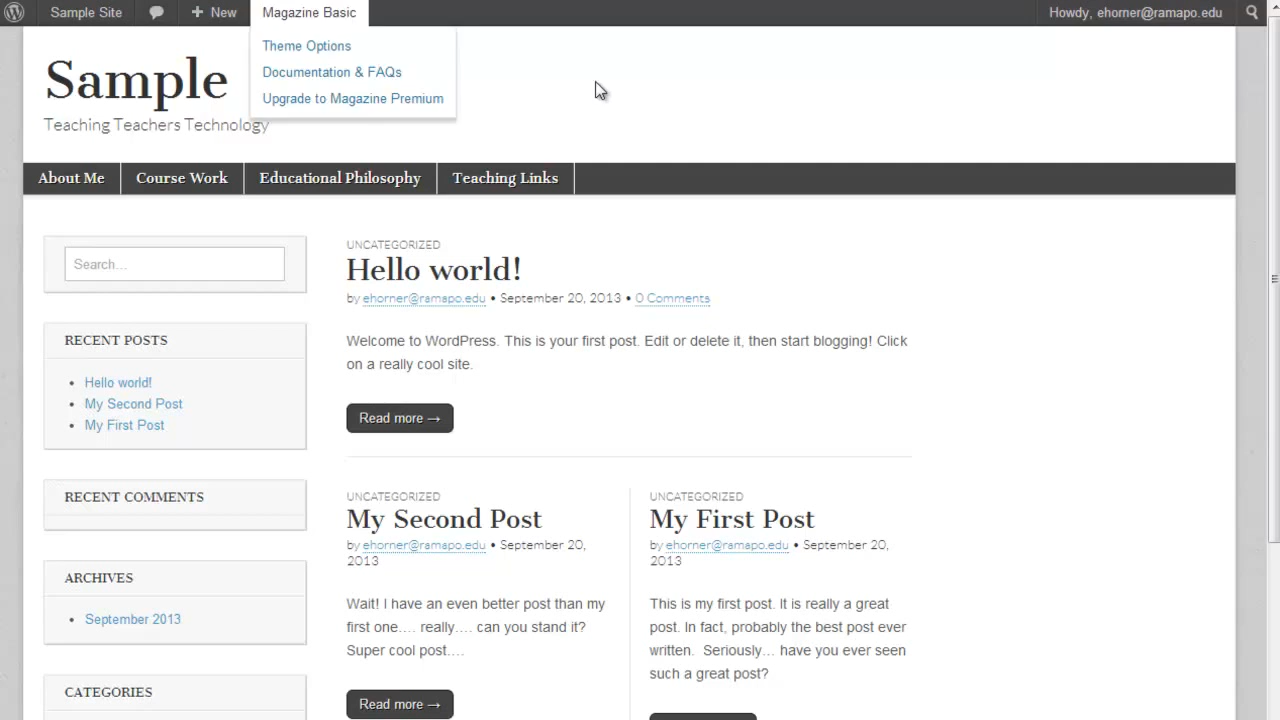 Sample Site
New
Magazine Basic
Howdy, ehorner@ramapo.edu
Theme Options
Documentation & FAQs
Upgrade to Magazine Premium
Sample
Teaching Teachers Technology
About Me
Course Work
Educational Philosophy
Teaching Links
Search...
RECENT POSTS
Hello world!
My Second Post
My First Post
RECENT COMMENTS
ARCHIVES
September 2013
CATEGORIES
UNCATEGORIZED
Hello world!
by ehorner@ramapo.edu • September 20, 2013 • 0 Comments
Welcome to WordPress. This is your first post. Edit or delete it, then start blogging! Click
on a really cool site.
Read more →
UNCATEGORIZED
My Second Post
by ehorner@ramapo.edu • September 20,
2013
Wait! I have an even better post than my
first one…. really…. can you stand it?
Super cool post….
Read more →
UNCATEGORIZED
My First Post
by ehorner@ramapo.edu • September 20,
2013
This is my first post. It is really a great
post. In fact, probably the best post ever
written. Seriously… have you ever seen
such a great post?